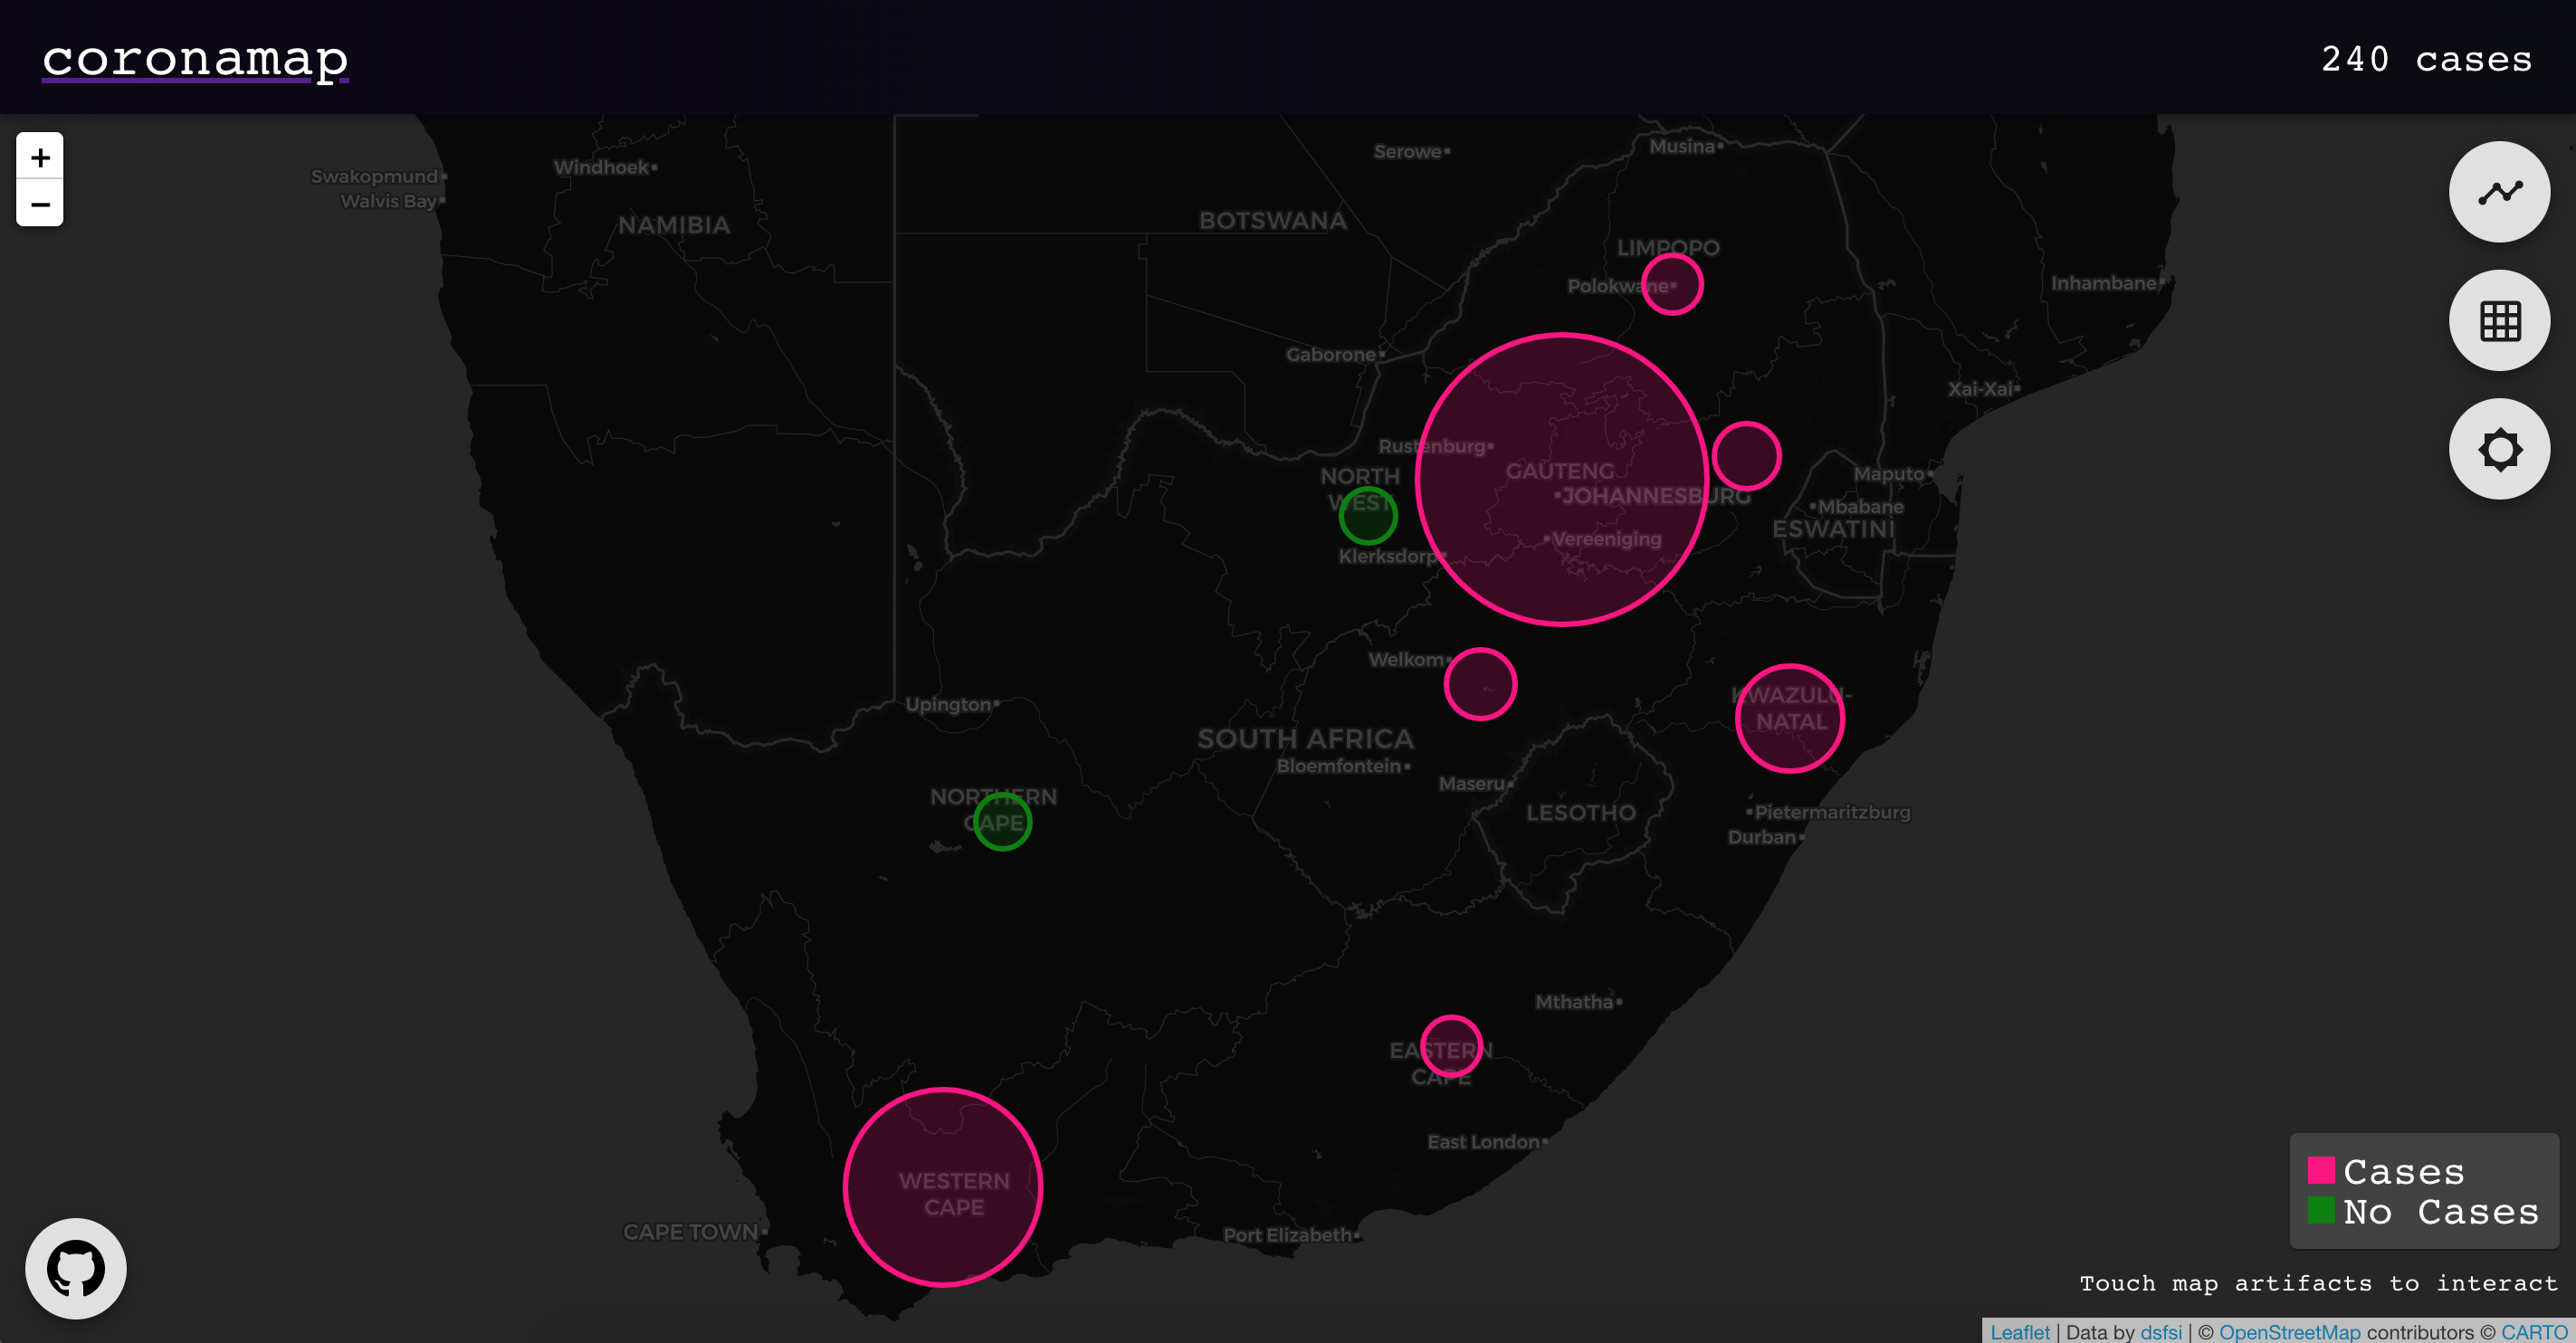 coronamap
240 cases
+
−
Serowe
Musina
Windhoek
Swakopmund
Walvis Bay
NAMIBIA
BOTSWANA
LIMPOPO
Polokwane
Inhambane
Gaborone
Xai-Xai
Rustenburg
NORTH
WEST
GAUTENG
JOHANNESBURG
Maputo
Mbabane
ESWATINI
Vereeniging
Klerksdorp
Welkom
KWAZULU-
NATAL
Upington
SOUTH AFRICA
Bloemfontein
Maseru
NORTHERN
CAPE
LESOTHO
Pietermaritzburg
Durban
Mthatha
EASTERN
CAPE
East London
WESTERN
CAPE
CAPE TOWN
Port Elizabeth
Cases
No Cases
Touch map artifacts to interact
Leaflet | Data by dsfsi | © OpenStreetMap contributors © CARTO